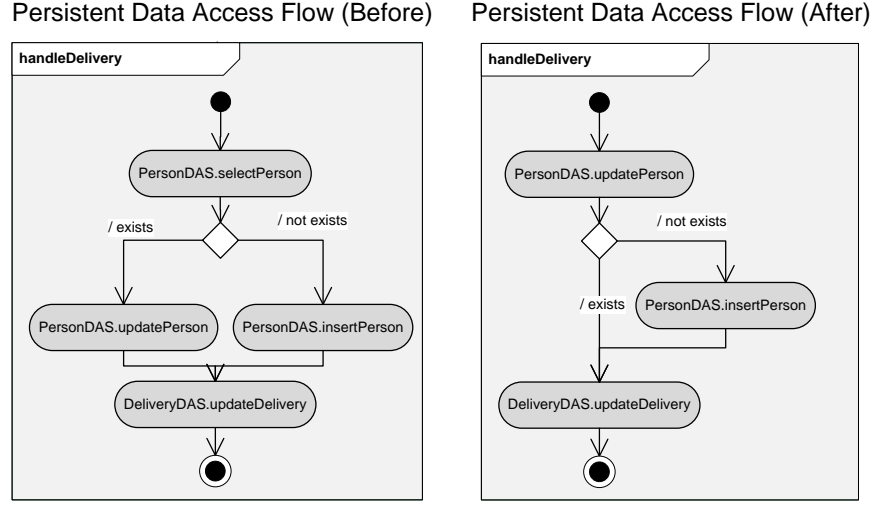 Persistent Data Access Flow (Before)
handleDelivery
PersonDAS.selectPerson
/ exists
/ not exists
PersonDAS.updatePerson
PersonDAS.insertPerson
DeliveryDAS.updateDelivery
Persistent Data Access Flow (After)
handleDelivery
PersonDAS.updatePerson
/ not exists
/ exists
PersonDAS.insertPerson
DeliveryDAS.updateDelivery